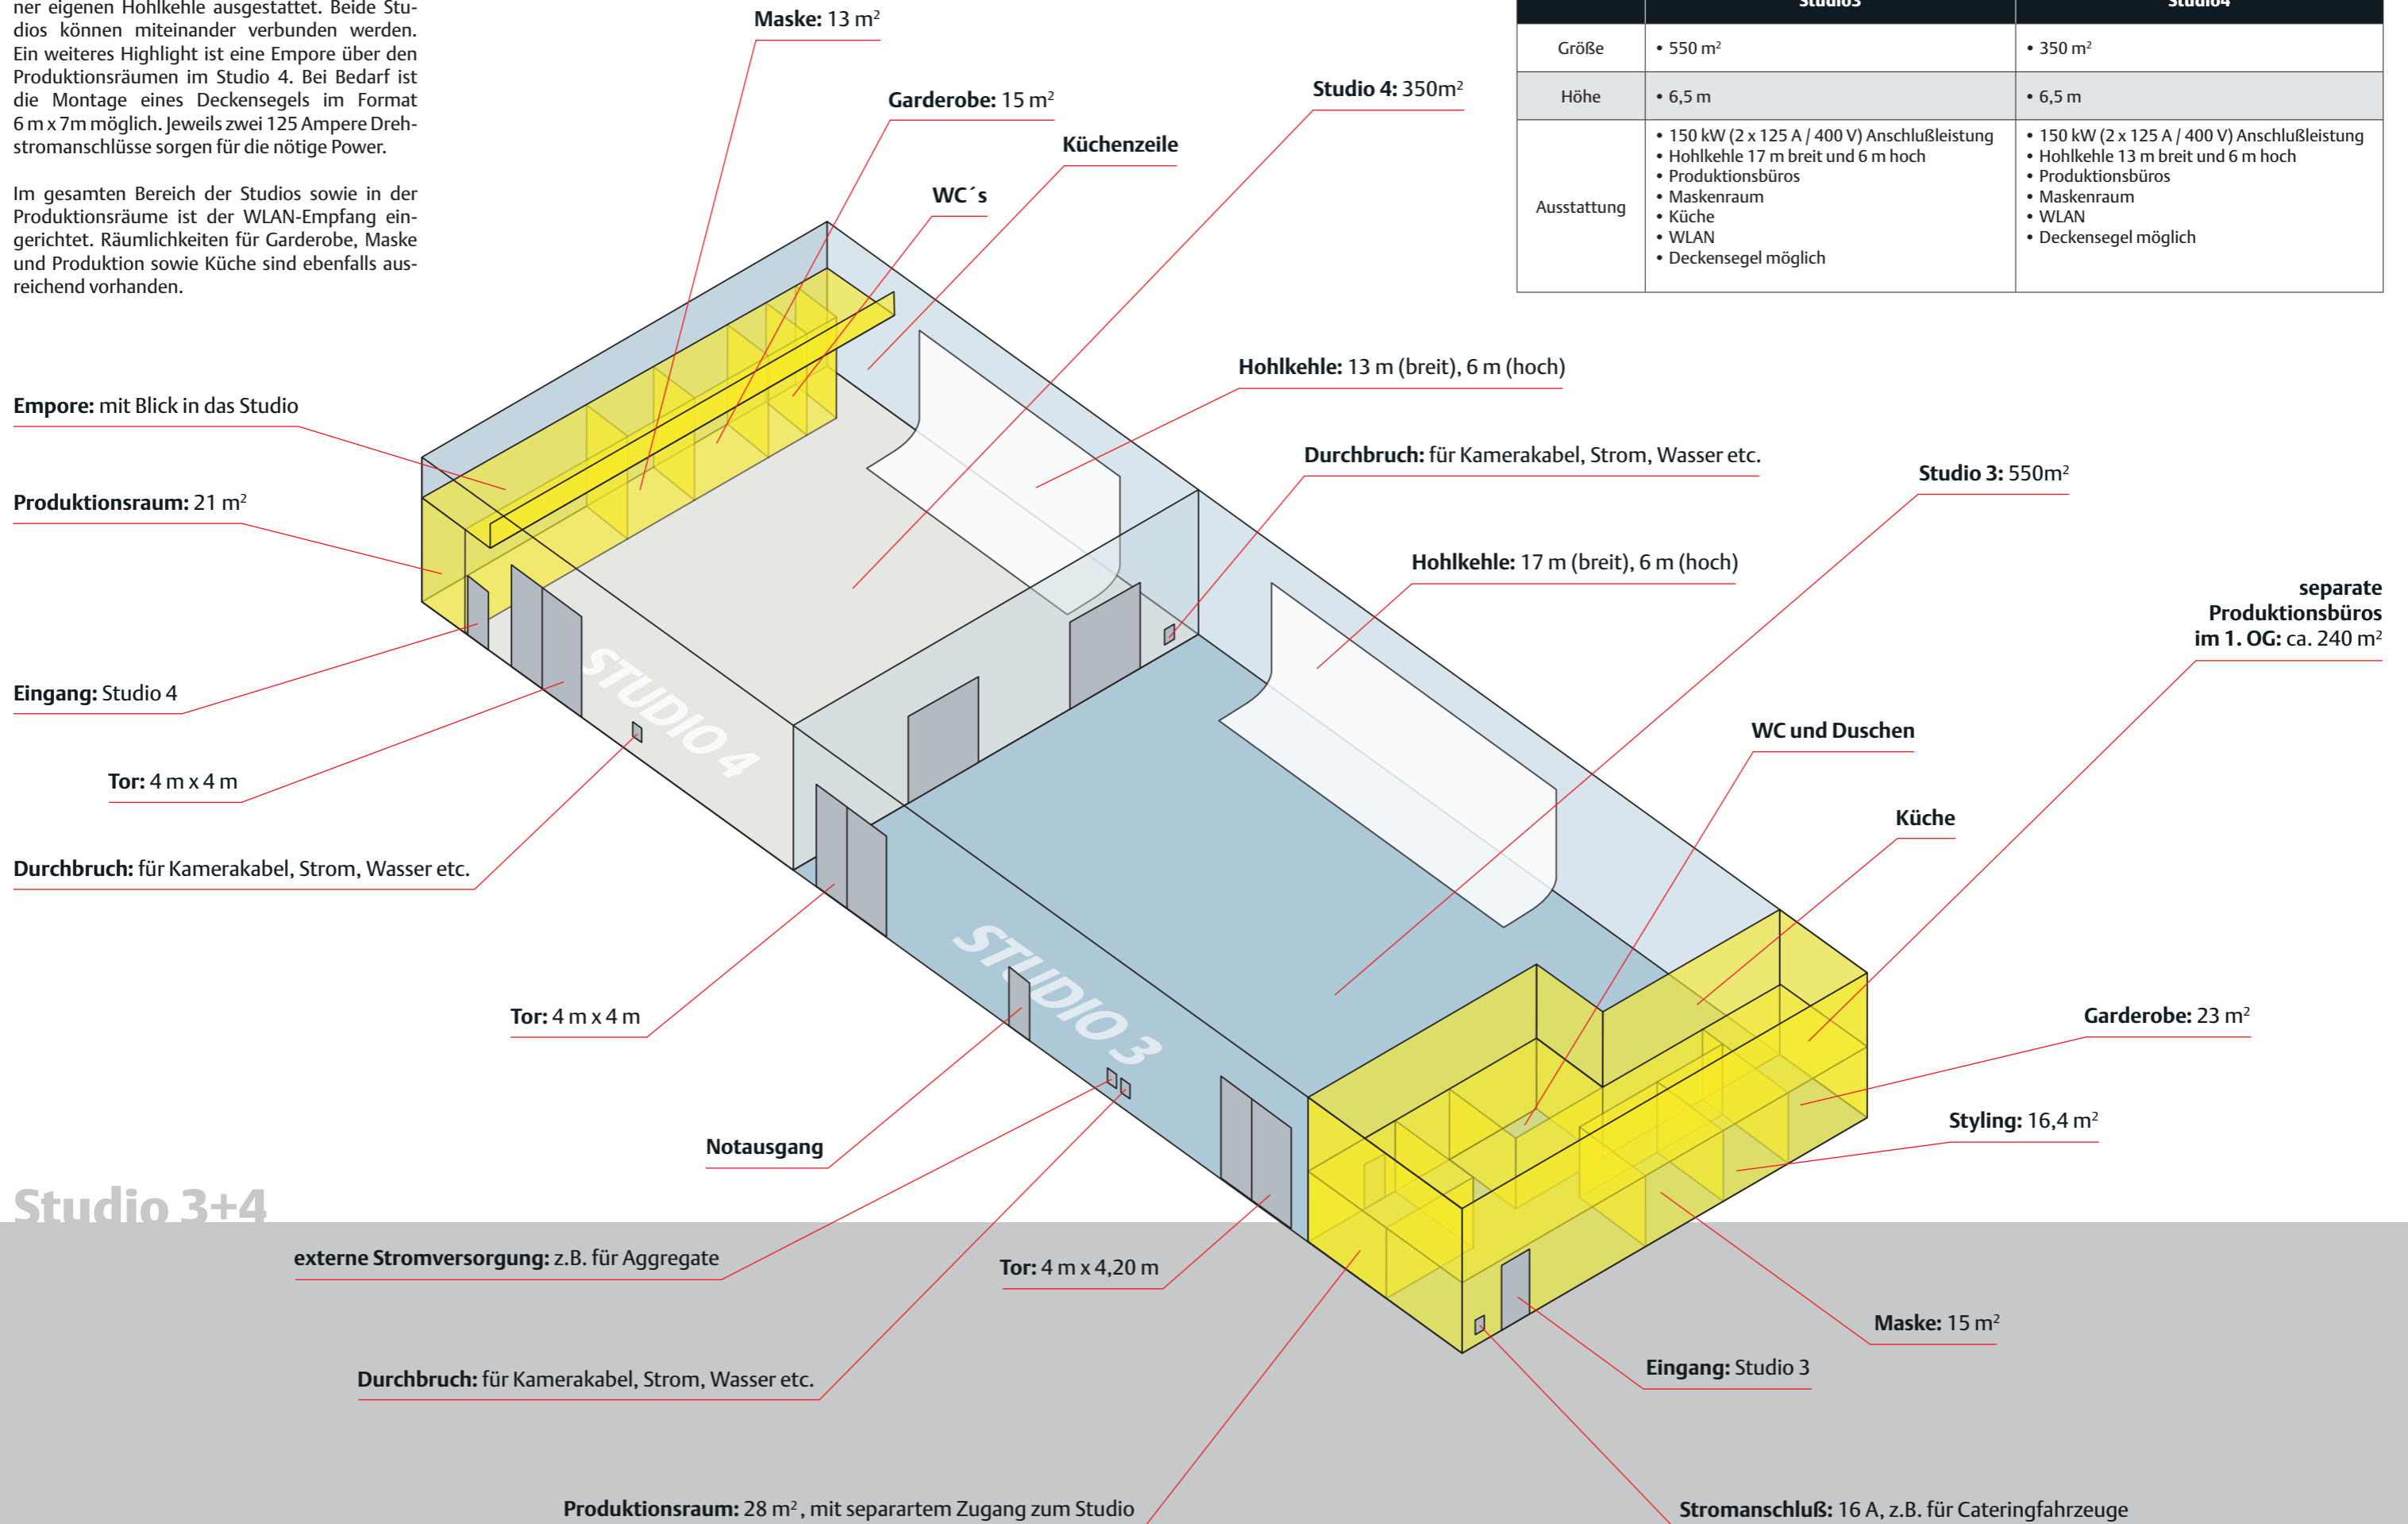 ner eigenen Hohlkehle ausgestattet. Beide Stu-
dios können miteinander verbunden werden.
Ein weiteres Highlight ist eine Empore über den
Produktionsräumen im Studio 4. Bei Bedarf ist
die Montage eines Deckensegels im Format
6 m x 7m möglich. Jeweils zwei 125 Ampere Dreh-
stromanschlüsse sorgen für die nötige Power.
Im gesamten Bereich der Studios sowie in der
Produktionsräume ist der WLAN-Empfang ein-
gerichtet. Räumlichkeiten für Garderobe, Maske
und Produktion sowie Küche sind ebenfalls aus-
reichend vorhanden.
Studio3
Studio4
Größe
• 550 m²
• 350 m²
Höhe
• 6,5 m
• 6,5 m
Ausstattung
• 150 kW (2 x 125 A / 400 V) Anschlußleistung
• Hohlkehle 17 m breit und 6 m hoch
• Produktionsbüros
• Maskenraum
• Küche
• WLAN
• Deckensegel möglich
• 150 kW (2 x 125 A / 400 V) Anschlußleistung
• Hohlkehle 13 m breit und 6 m hoch
• Produktionsbüros
• Maskenraum
• WLAN
• Deckensegel möglich
Maske: 13 m²
Garderobe: 15 m²
Studio 4: 350m²
Küchenzeile
WC´s
Hohlkehle: 13 m (breit), 6 m (hoch)
Empore: mit Blick in das Studio
Durchbruch: für Kamerakabel, Strom, Wasser etc.
Studio 3: 550m²
Produktionsraum: 21 m²
Hohlkehle: 17 m (breit), 6 m (hoch)
separate
Produktionsbüros
im 1. OG: ca. 240 m²
Eingang: Studio 4
STUDIO 4
WC und Duschen
Tor: 4 m x 4 m
Küche
Durchbruch: für Kamerakabel, Strom, Wasser etc.
STUDIO 3
Tor: 4 m x 4 m
Garderobe: 23 m²
Styling: 16,4 m²
Notausgang
Studio 3+4
externe Stromversorgung: z.B. für Aggregate
Tor: 4 m x 4,20 m
Maske: 15 m²
Eingang: Studio 3
Durchbruch: für Kamerakabel, Strom, Wasser etc.
Produktionsraum: 28 m² , mit separartem Zugang zum Studio
Stromanschluß: 16 A, z.B. für Cateringfahrzeuge